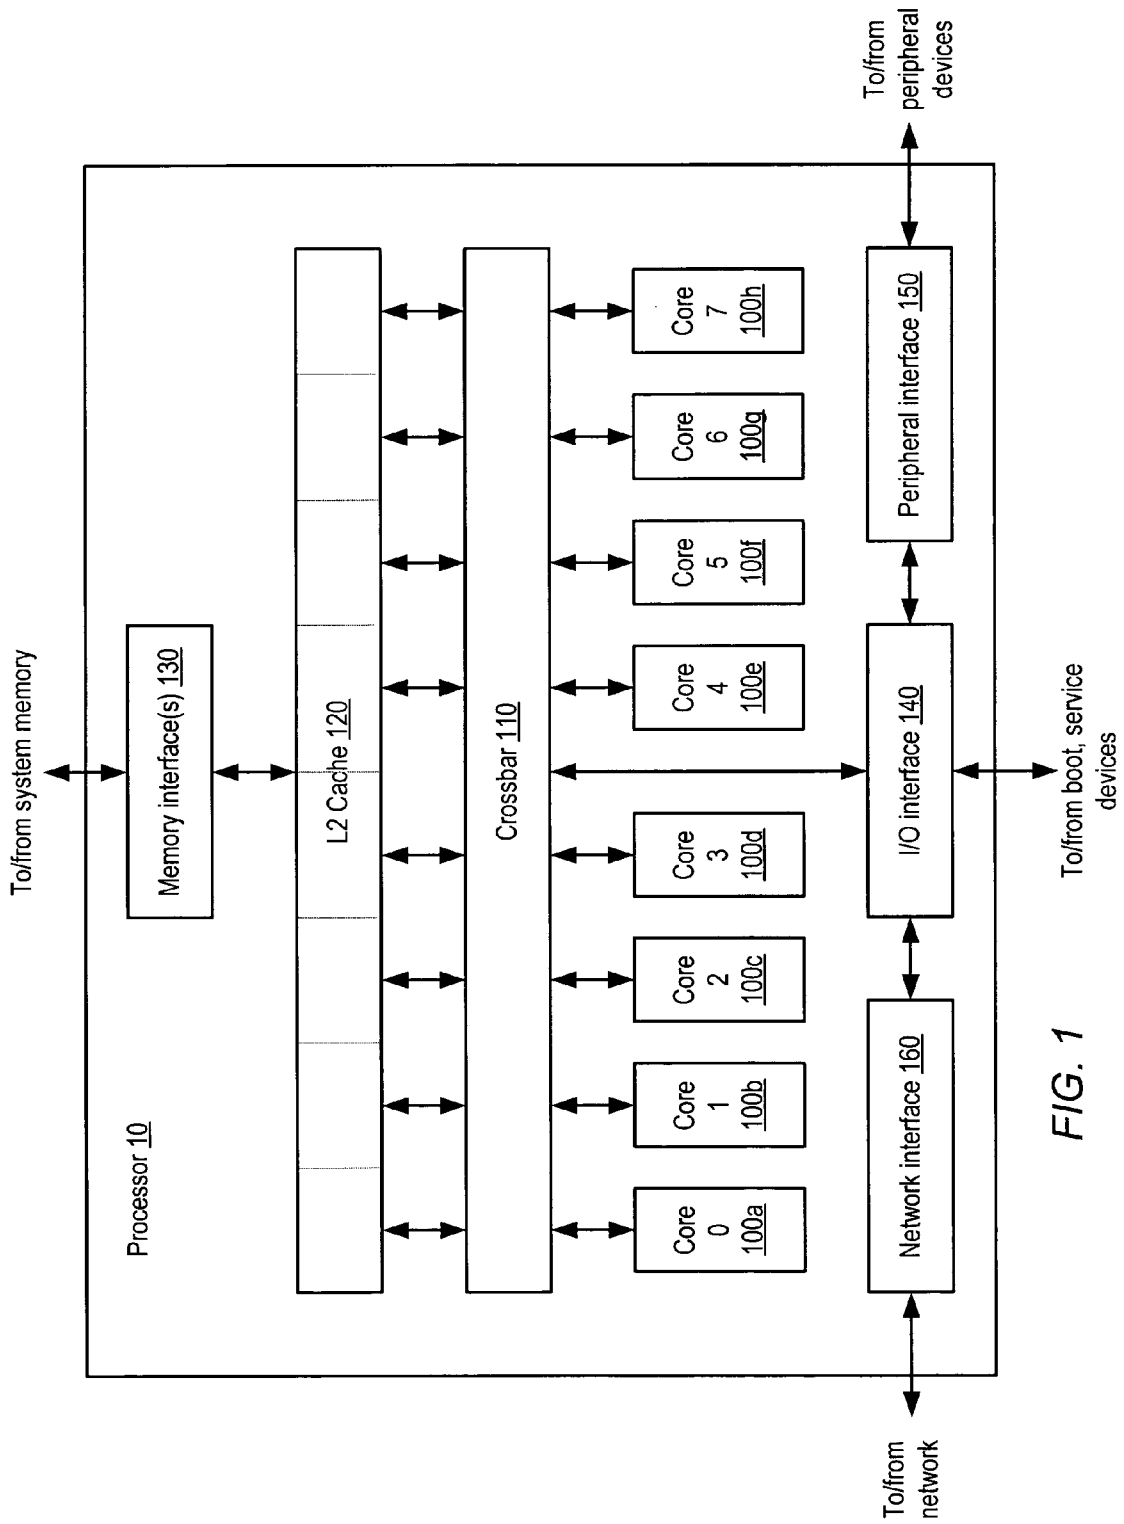 To/from system memory
Processor 10
Memory interface(s) 130
L2 Cache 120
Crossbar 110
Core
0
100a
Core
1
100b
Core
2
100c
Core
3
100d
Core
4
100e
Core
5
100f
Core
6
100g
Core
7
100h
To/from
network
Network interface 160
I/O interface 140
Peripheral interface 150
To/from
peripheral
devices
To/from boot, service
devices
FIG. 1